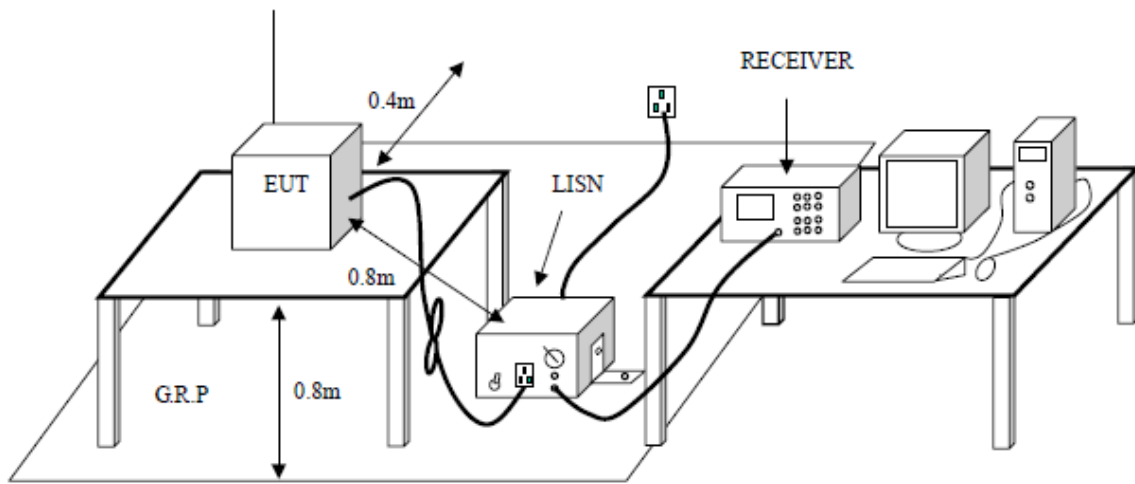 RECEIVER
0.4m
EUT
LISN
0.8m
G.R.P
0.8m